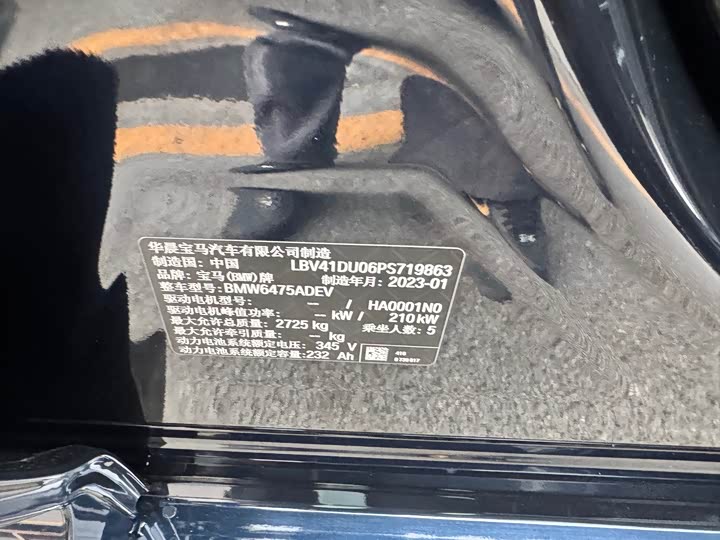 华晨宝马汽车有限公司制造
制造国: 中国 LBV41DU06PS719863
品牌: 宝马(BMW)牌 制造年月: 2023-01
整车型号: BMW6475ADEV
驱动电机型号: -- / HA0001N0
驱动电机峰值功率: -- kW / 210 kW
最大允许总质量: 2725 kg 乘坐人数: 5
最大允许牵引质量: -- kg
动力电池系统额定电压: 345 V
动力电池系统额定容量: 232 Ah